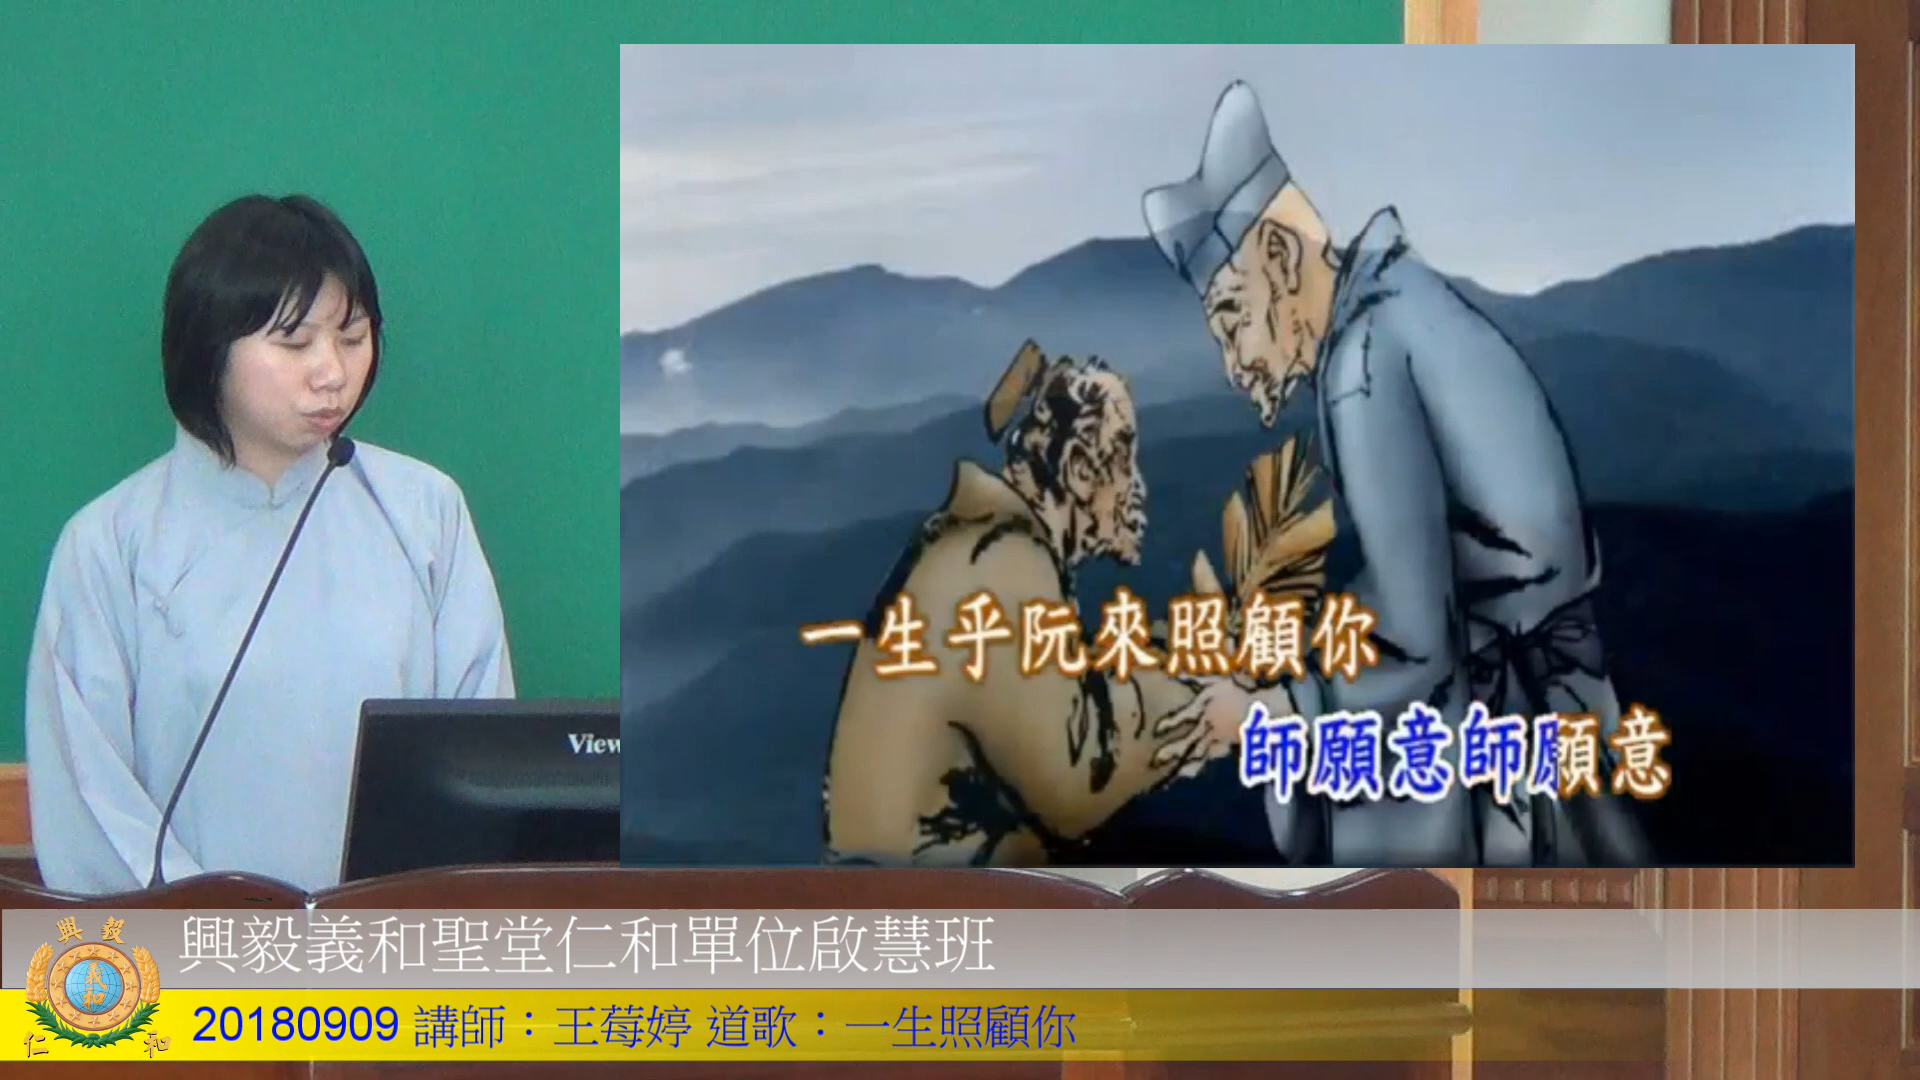 一生乎阮來照顧你
師願意師願意
View
興毅義和聖堂仁和單位啟慧班
20180909 講師：王莓婷 道歌：一生照顧你
興 毅
義和
仁 和